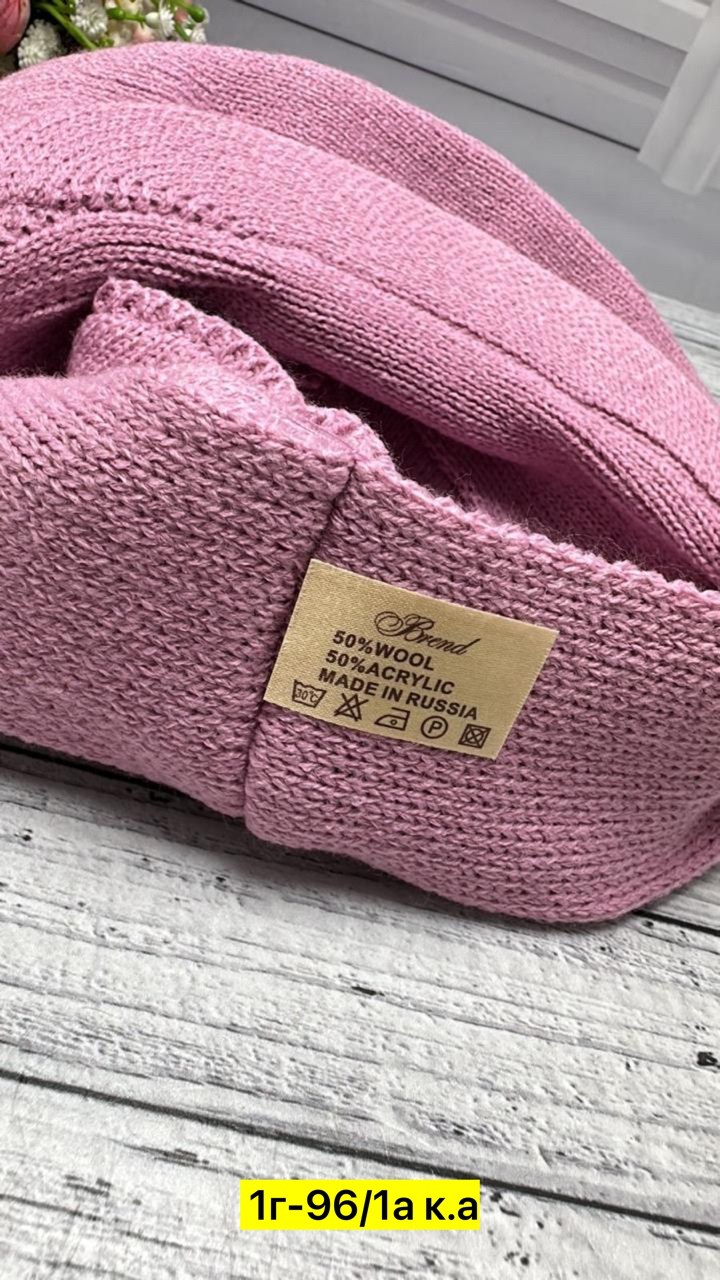 Brend
50%WOOL
50%ACRYLIC
MADE IN RUSSIA
30°C
P
1г-96/1а к.а